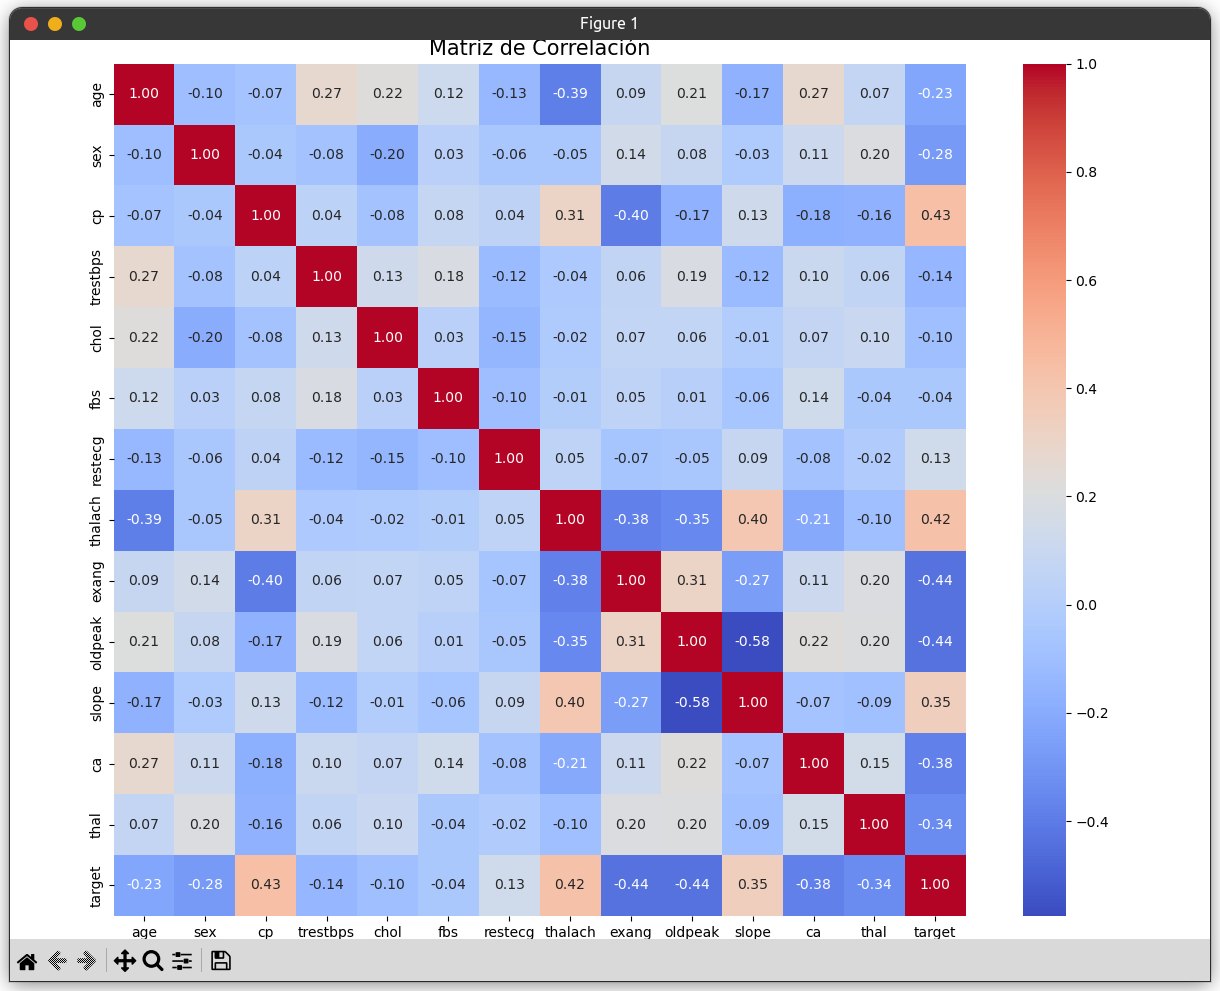 Figure 1
Matriz de Correlación
age 1.00 -0.10 -0.07 0.27 0.22 0.12 -0.13 -0.39 0.09 0.21 -0.17 0.27 0.07 -0.23
sex -0.10 1.00 -0.04 -0.08 -0.20 0.03 -0.06 -0.05 0.14 0.08 -0.03 0.11 0.20 -0.28
cp -0.07 -0.04 1.00 0.04 -0.08 0.08 0.04 0.31 -0.40 -0.17 0.13 -0.18 -0.16 0.43
trestbps 0.27 -0.08 0.04 1.00 0.13 0.18 -0.12 -0.04 0.06 0.19 -0.12 0.10 0.06 -0.14
chol 0.22 -0.20 -0.08 0.13 1.00 0.03 -0.15 -0.02 0.07 0.06 -0.01 0.07 0.10 -0.10
fbs 0.12 0.03 0.08 0.18 0.03 1.00 -0.10 -0.01 0.05 0.01 -0.06 0.14 -0.04 -0.04
restecg -0.13 -0.06 0.04 -0.12 -0.15 -0.10 1.00 0.05 -0.07 -0.05 0.09 -0.08 -0.02 0.13
thalach -0.39 -0.05 0.31 -0.04 -0.02 -0.01 0.05 1.00 -0.38 -0.35 0.40 -0.21 -0.10 0.42
exang 0.09 0.14 -0.40 0.06 0.07 0.05 -0.07 -0.38 1.00 0.31 -0.27 0.11 0.20 -0.44
oldpeak 0.21 0.08 -0.17 0.19 0.06 0.01 -0.05 -0.35 0.31 1.00 -0.58 0.22 0.20 -0.44
slope -0.17 -0.03 0.13 -0.12 -0.01 -0.06 0.09 0.40 -0.27 -0.58 1.00 -0.07 -0.09 0.35
ca 0.27 0.11 -0.18 0.10 0.07 0.14 -0.08 -0.21 0.11 0.22 -0.07 1.00 0.15 -0.38
thal 0.07 0.20 -0.16 0.06 0.10 -0.04 -0.02 -0.10 0.20 0.20 -0.09 0.15 1.00 -0.34
target -0.23 -0.28 0.43 -0.14 -0.10 -0.04 0.13 0.42 -0.44 -0.44 0.35 -0.38 -0.34 1.00
age sex cp trestbps chol fbs restecg thalach exang oldpeak slope ca thal target
1.0
0.8
0.6
0.4
0.2
0.0
−0.2
−0.4